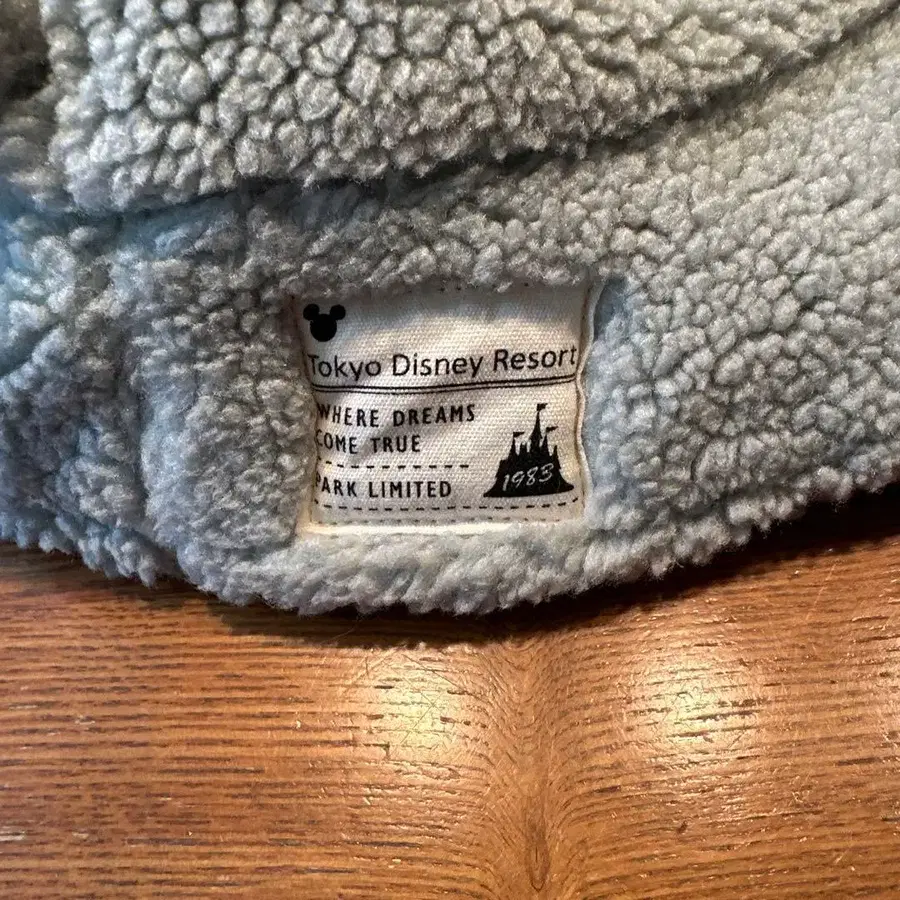 Tokyo Disney Resort
WHERE DREAMS
COME TRUE
PARK LIMITED
1983